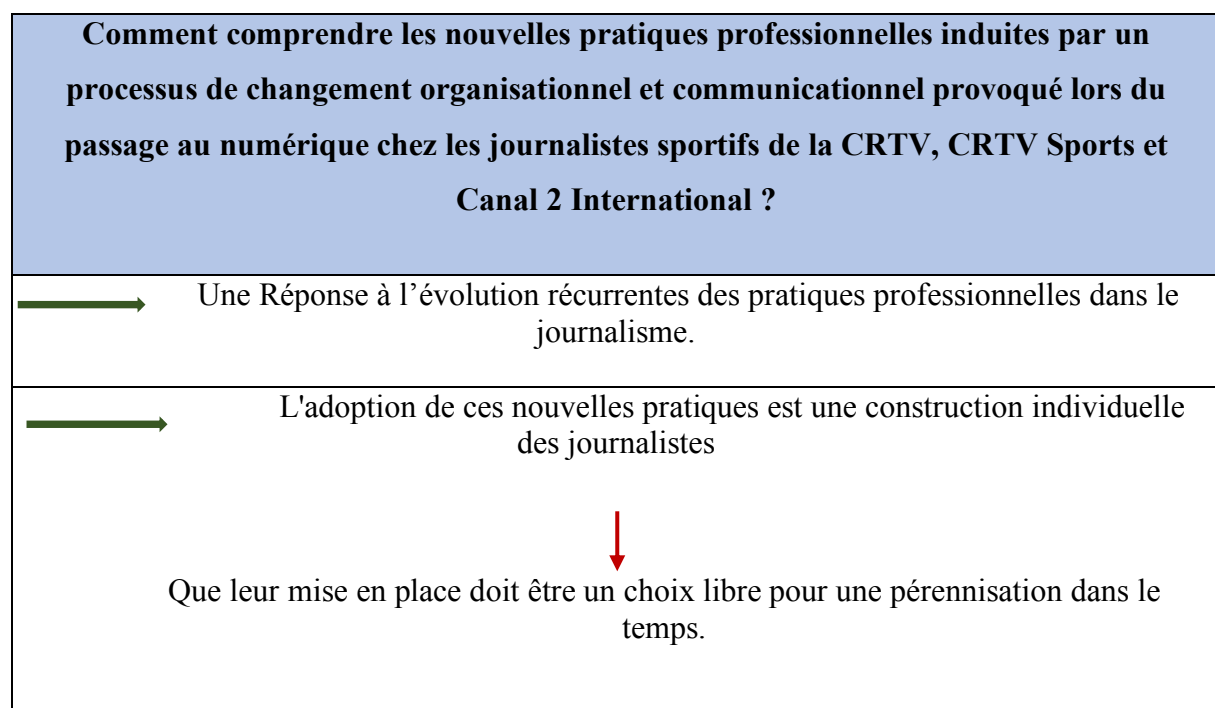 Comment comprendre les nouvelles pratiques professionnelles induites par un
processus de changement organisationnel et communicationnel provoqué lors du
passage au numérique chez les journalistes sportifs de la CRTV, CRTV Sports et
Canal 2 International ?
Une Réponse à l’évolution récurrentes des pratiques professionnelles dans le
journalisme.
L'adoption de ces nouvelles pratiques est une construction individuelle
des journalistes
Que leur mise en place doit être un choix libre pour une pérennisation dans le
temps.